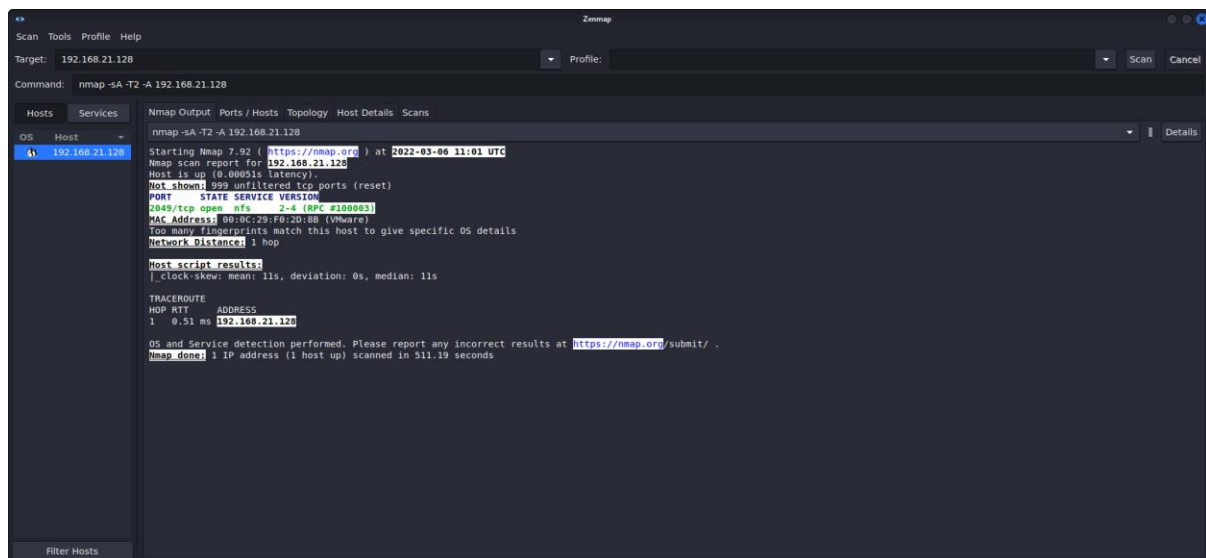 Zenmap
Scan Tools Profile Help
Target: 192.168.21.128 Profile: Scan Cancel
Command: nmap -sA -T2 -A 192.168.21.128
Hosts Services Nmap Output Ports / Hosts Topology Host Details Scans
OS Host nmap -sA -T2 -A 192.168.21.128 Details
192.168.21.128
Starting Nmap 7.92 ( https://nmap.org ) at 2022-03-06 11:01 UTC
Nmap scan report for 192.168.21.128
Host is up (0.00051s latency).
Not shown: 999 unfiltered tcp ports (reset)
PORT STATE SERVICE VERSION
2049/tcp open nfs 2-4 (RPC #100003)
MAC Address: 00:0C:29:F0:2D:8B (VMware)
Too many fingerprints match this host to give specific OS details
Network Distance: 1 hop
Host script results:
|_clock-skew: mean: 11s, deviation: 0s, median: 11s
TRACEROUTE
HOP RTT ADDRESS
1 0.51 ms 192.168.21.128
OS and Service detection performed. Please report any incorrect results at https://nmap.org/submit/ .
Nmap done: 1 IP address (1 host up) scanned in 511.19 seconds
Filter Hosts